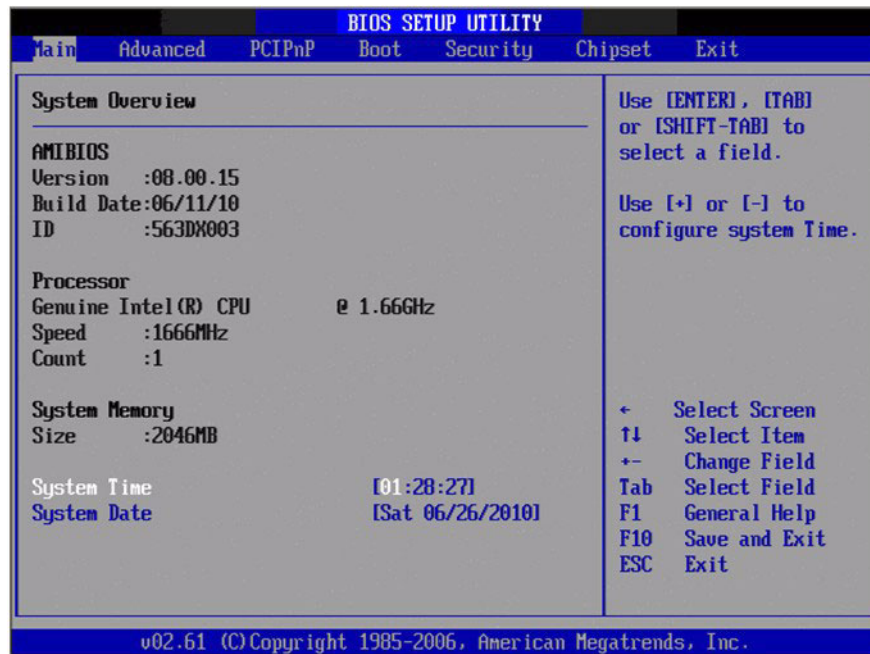 BIOS SETUP UTILITY
Main Advanced PCIPnP Boot Security Chipset Exit
System Overview
AMIBIOS
Version :08.00.15
Build Date:06/11/10
ID :563DX003
Processor
Genuine Intel(R) CPU @ 1.66GHz
Speed :1666MHz
Count :1
System Memory
Size :2046MB
System Time [01:28:27]
System Date [Sat 06/26/2010]
Use [ENTER], [TAB]
or [SHIFT-TAB] to
select a field.
Use [+] or [-] to
configure system Time.
← Select Screen
↑↓ Select Item
+- Change Field
Tab Select Field
F1 General Help
F10 Save and Exit
ESC Exit
v02.61 (C)Copyright 1985-2006, American Megatrends, Inc.